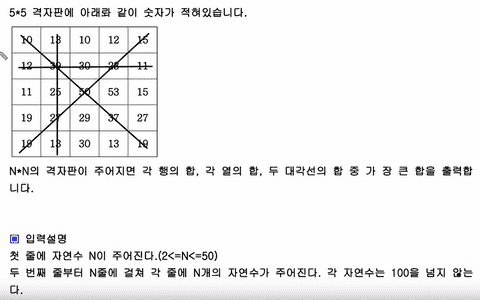 5*5 격자판에 아래롸 같이 숫자가 적혀있습니다.
10 13 10 12 15
12 39 30 23 11
11 25 50 53 15
19 27 29 37 27
19 13 30 13 19
N*N의 격자판이 주어지면 각 행의 합, 각 열의 합, 두 대각선의 합 중 가 장 큰 합을 출력합
니다.
입력설명
첫 줄에 자연수 N이 주어진다.(2<=N<=50)
두 번째 줄부터 N줄에 걸쳐 각 줄에 N개의 자연수가 주어진다. 각 자연수는 100을 넘지 않는
다.